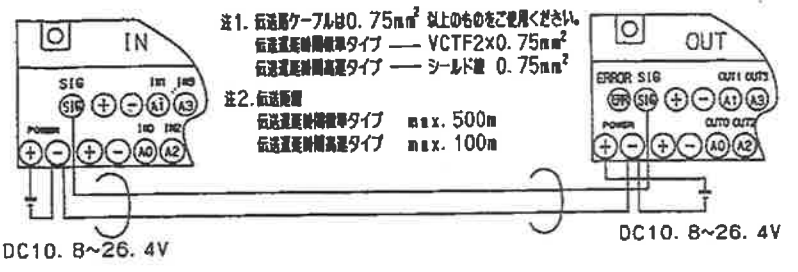 注1. 伝送路ケーブルは0.75mm² 以上のものをご使用ください。
伝送遅延時間標準タイプ ―― VCTF2×0.75mm²
伝送遅延時間高速タイプ ―― シールド線 0.75mm²
注2. 伝送距離
伝送遅延時間標準タイプ max. 500m
伝送遅延時間高速タイプ max. 100m
IN
SIG IN1 IN3
SIG + − A1 A3
POWER IN0 IN2
+ − + − A0 A2
DC10.8~26.4V
OUT
ERROR SIG OUT1 OUT3
ERR SIG + − A1 A3
POWER OUT0 OUT2
+ − + − A0 A2
DC10.8~26.4V